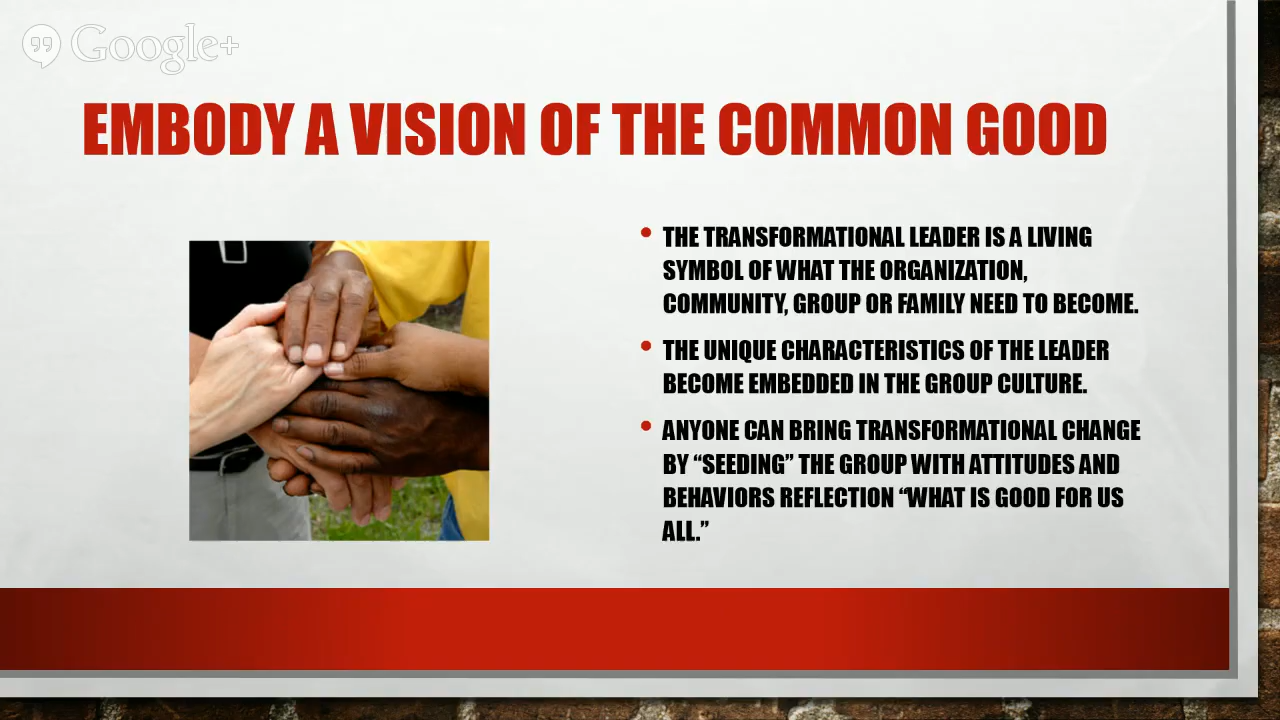 Google+
EMBODY A VISION OF THE COMMON GOOD
• THE TRANSFORMATIONAL LEADER IS A LIVING
SYMBOL OF WHAT THE ORGANIZATION,
COMMUNITY, GROUP OR FAMILY NEED TO BECOME.
• THE UNIQUE CHARACTERISTICS OF THE LEADER
BECOME EMBEDDED IN THE GROUP CULTURE.
• ANYONE CAN BRING TRANSFORMATIONAL CHANGE
BY “SEEDING” THE GROUP WITH ATTITUDES AND
BEHAVIORS REFLECTION “WHAT IS GOOD FOR US
ALL.”